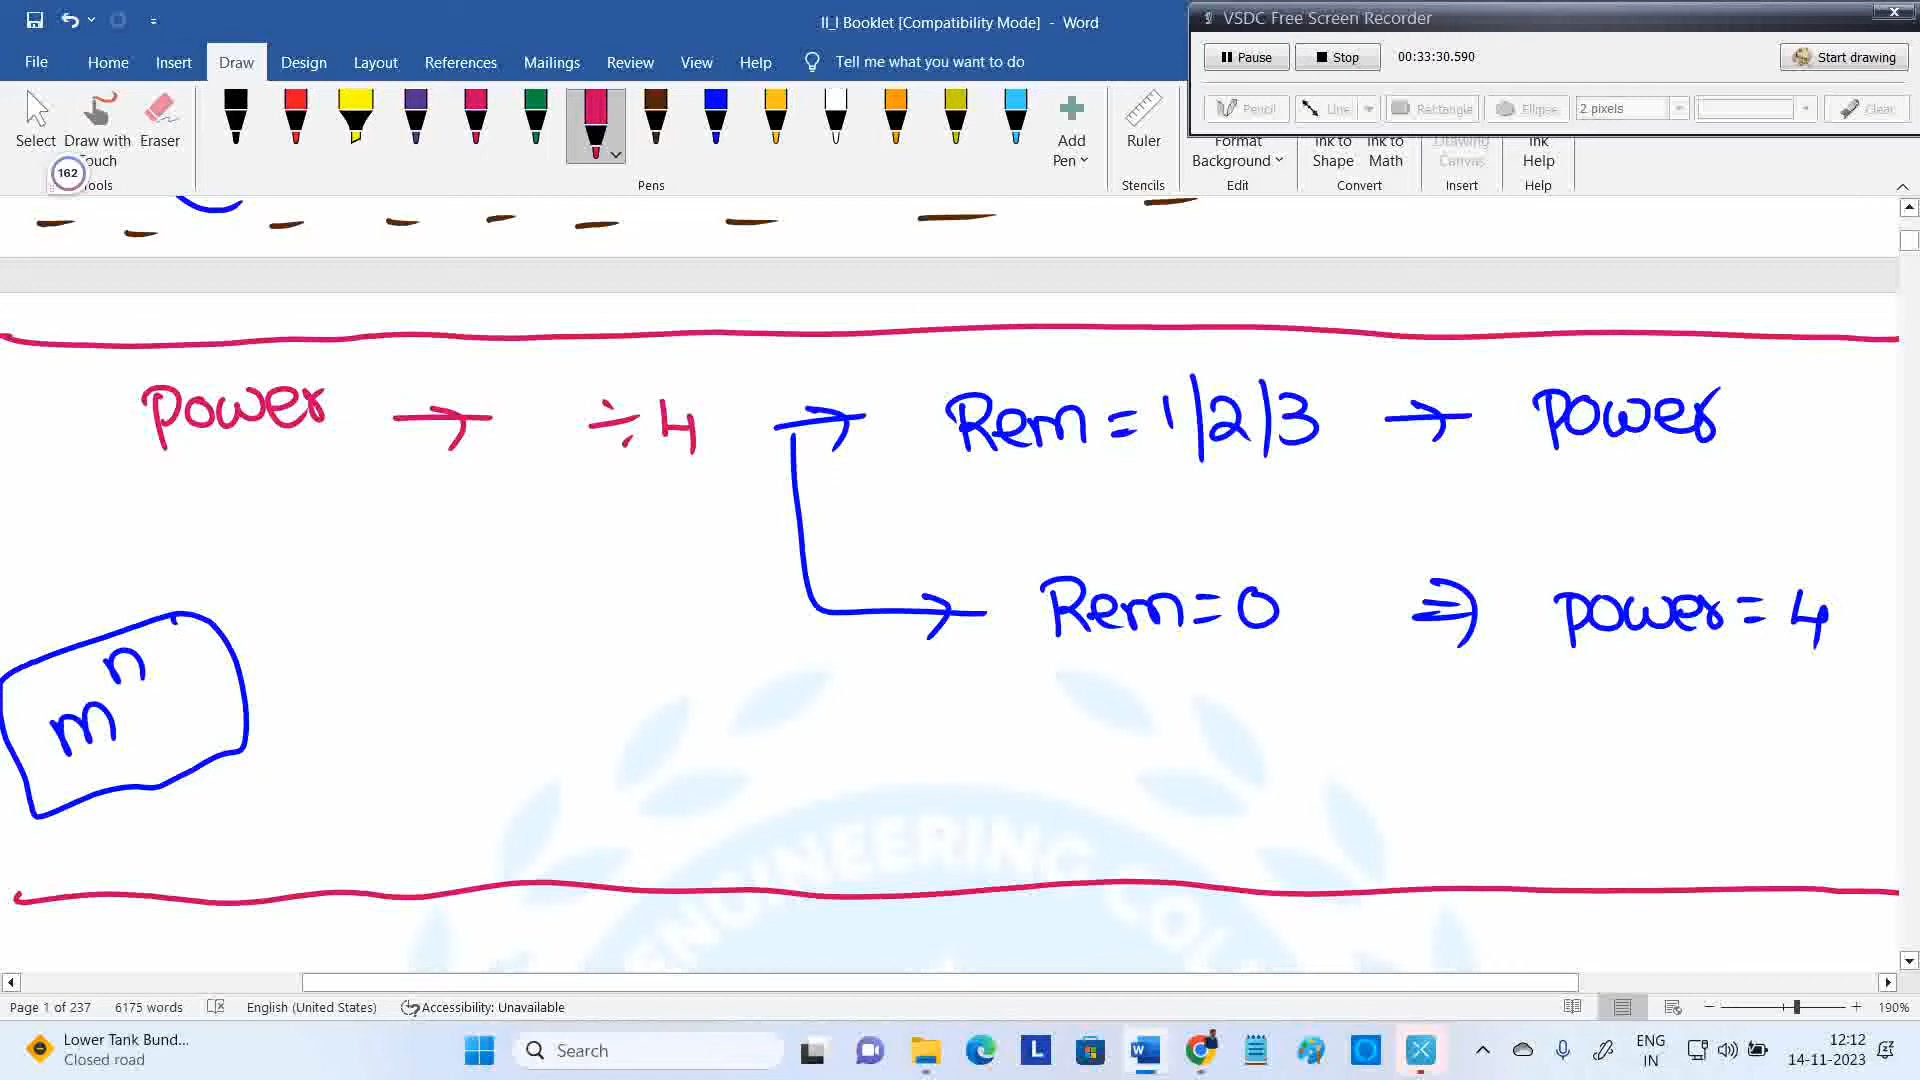 II_I Booklet [Compatibility Mode] - Word
VSDC Free Screen Recorder
Pause
Stop
00:33:30.590
Start drawing
File
Home
Insert
Draw
Design
Layout
References
Mailings
Review
View
Help
Tell me what you want to do
Pencil
Line
Rectangle
Ellipse
2 pixels
Clear
Select
Draw with Touch
Eraser
Add Pen
Ruler
Format Background
Ink to Shape
Ink to Math
Drawing Canvas
Ink Help
162
Tools
Pens
Stencils
Edit
Convert
Insert
Help
power → ÷4 → Rem = 1|2|3 → power
Rem = 0 ⇒ power = 4
m^n
ENGINEERING
Page 1 of 237
6175 words
English (United States)
Accessibility: Unavailable
190%
Lower Tank Bund...
Closed road
Search
ENG
IN
12:12
14-11-2023